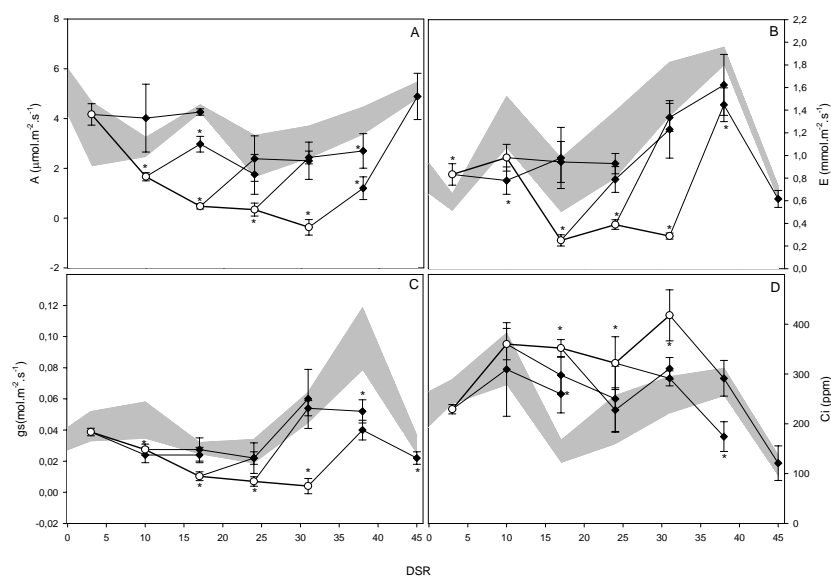 A
A (μmol.m⁻².s⁻¹)
8
6
4
2
0
-2
B
E (mmol.m⁻².s⁻¹)
2,2
2,0
1,8
1,6
1,4
1,2
1,0
0,8
0,6
0,4
0,2
0,0
C
gs(mol.m⁻².s⁻¹)
0,12
0,10
0,08
0,06
0,04
0,02
0,00
-0,02
D
Ci (ppm)
400
300
200
100
0
0 5 10 15 20 25 30 35 40 45
0 5 10 15 20 25 30 35 40 45
DSR